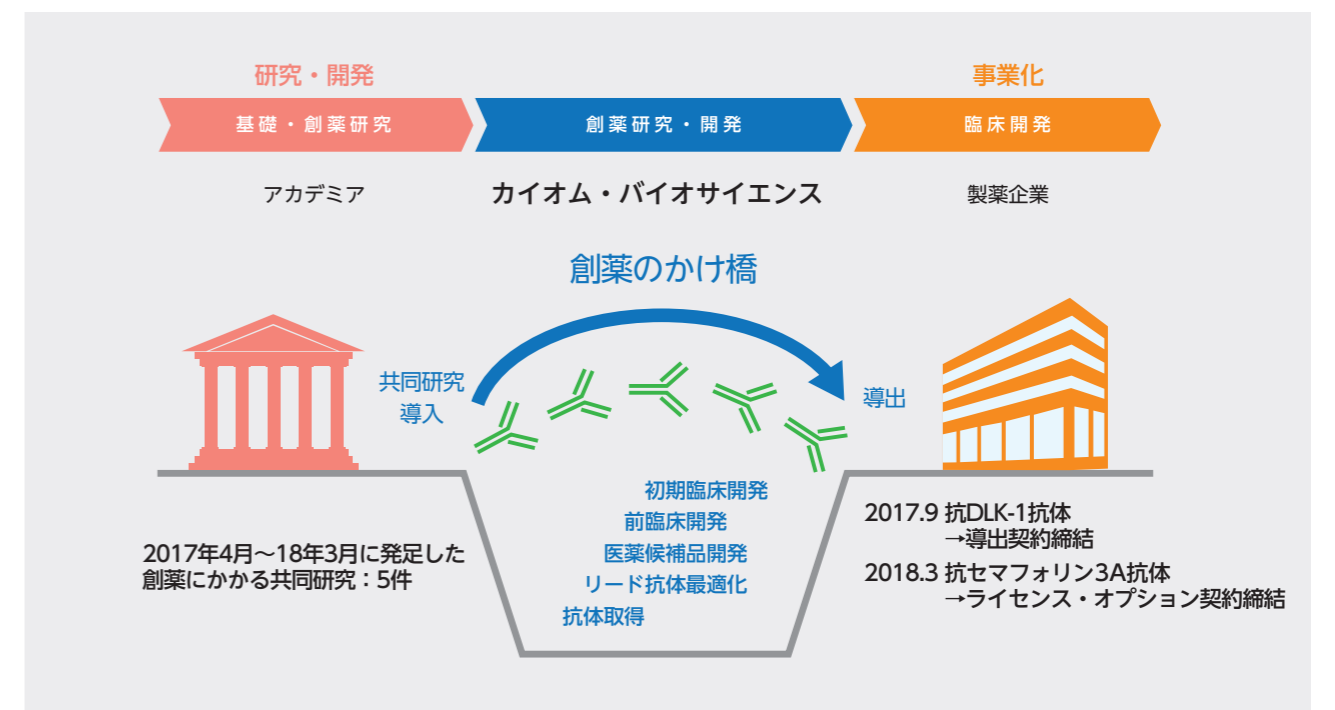 研究・開発
事業化
基礎・創薬研究
創薬研究・開発
臨床開発
アカデミア
カイオム・バイオサイエンス
製薬企業
創薬のかけ橋
共同研究
導入
導出
初期臨床開発
前臨床開発
医薬候補品開発
リード抗体最適化
抗体取得
2017年4月〜18年3月に発足した
創薬にかかる共同研究：5件
2017.9 抗DLK-1抗体
→導出契約締結
2018.3 抗セマフォリン3A抗体
→ライセンス・オプション契約締結